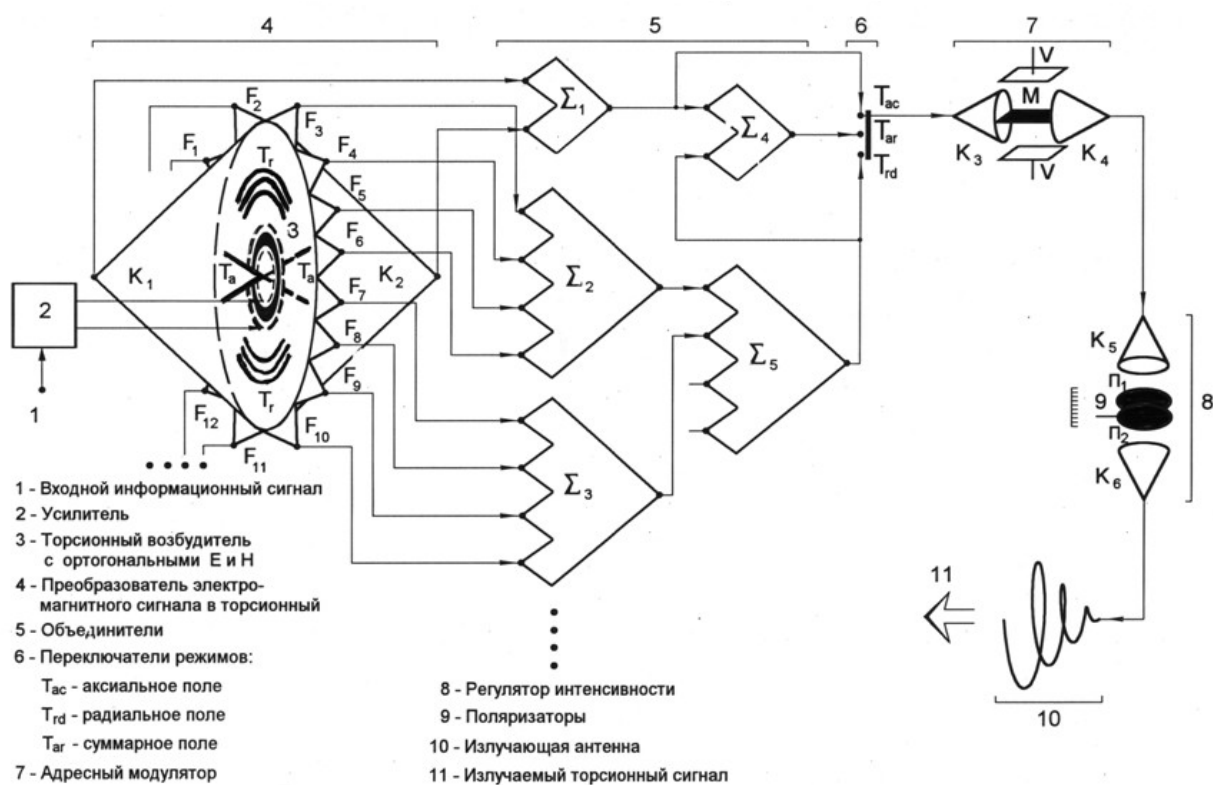 4
5
6
7
F₂
F₃
F₁
F₄
F₅
F₆
F₇
F₈
F₉
F₁₀
F₁₁
F₁₂
Tᵣ
3
K₁
Tₐ
Tₐ
K₂
Tᵣ
2
1
Σ₁
Σ₄
Σ₂
Σ₅
Σ₃
Tac
Tar
Trd
V
M
K₃
K₄
V
K₅
П₁
9
П₂
K₆
8
11
10
1 - Входной информационный сигнал
2 - Усилитель
3 - Торсионный возбудитель
с ортогональными E и H
4 - Преобразователь электро-
магнитного сигнала в торсионный
5 - Объединители
6 - Переключатели режимов:
Tac - аксиальное поле
Trd - радиальное поле
Tar - суммарное поле
7 - Адресный модулятор
8 - Регулятор интенсивности
9 - Поляризаторы
10 - Излучающая антенна
11 - Излучаемый торсионный сигнал